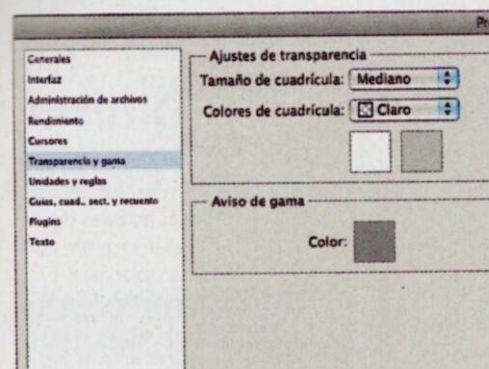 Pr
Generales
Interfaz
Administración de archivos
Rendimiento
Cursores
Transparencia y gama
Unidades y reglas
Guías, cuad., sect. y recuento
Plugins
Texto
Ajustes de transparencia
Tamaño de cuadrícula: Mediano
Colores de cuadrícula: Claro
Aviso de gama
Color: